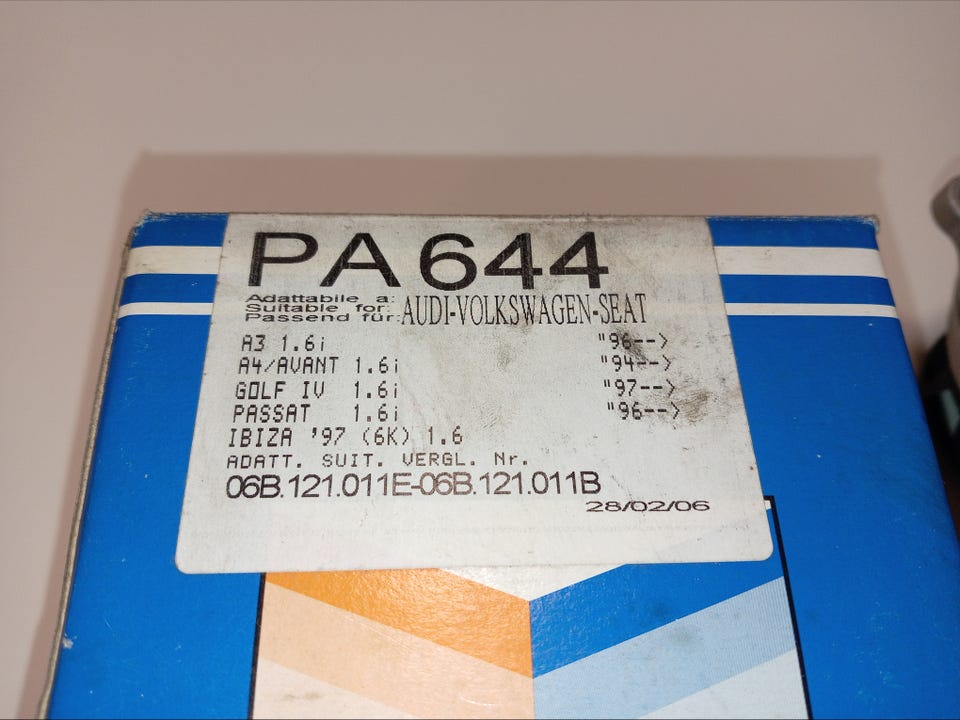 PA 644
Adattabile a:
Suitable for: AUDI-VOLKSWAGEN-SEAT
Passend für:
A3 1.6i "96-->
A4/AVANT 1.6i "94-->
GOLF IV 1.6i "97-->
PASSAT 1.6i "96-->
IBIZA '97 (6K) 1.6
ADATT. SUIT. VERGL. Nr.
06B.121.011E-06B.121.011B
28/02/06